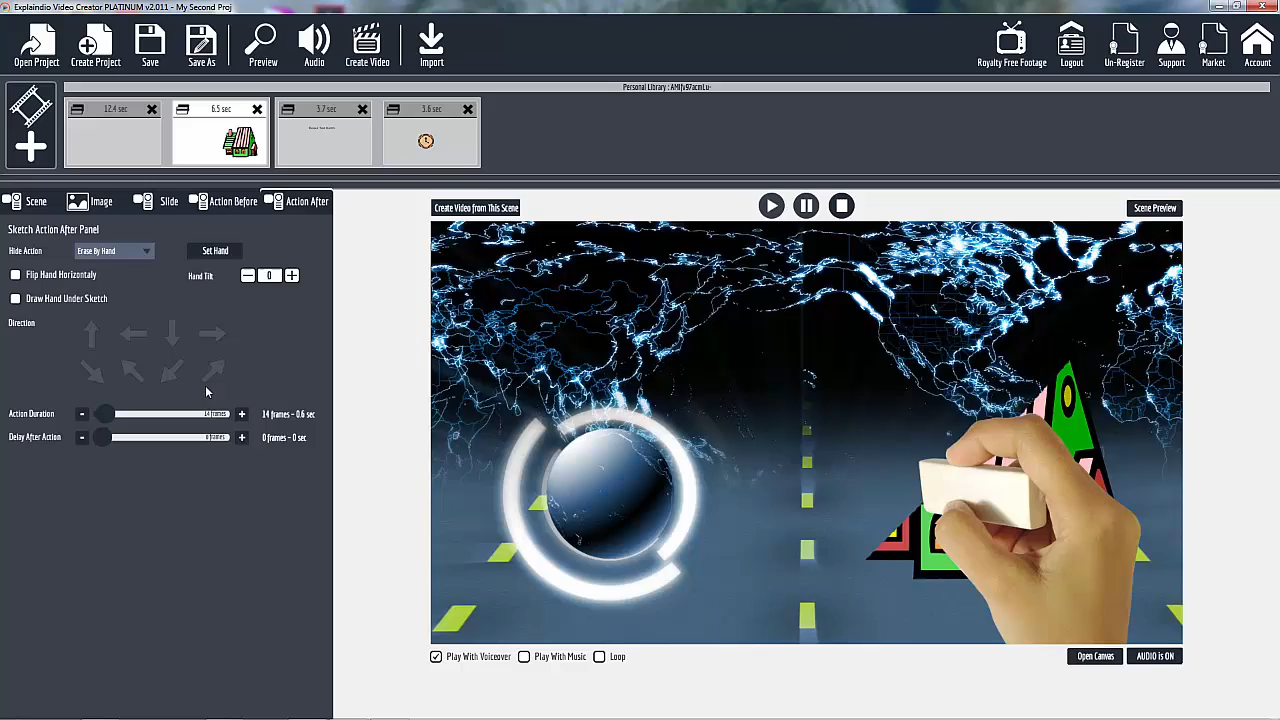 Explaindio Video Creator PLATINUM v2.011 - My Second Proj
Open Project Create Project Save Save As Preview Audio Create Video Import Royalty Free Footage Logout Un-Register Support Market Account
12.4 sec 6.5 sec 3.7 sec 3.6 sec
Scene Image Slide Action Before Action After
Create Video from This Scene Scene Preview
Sketch Action After Panel
Hide Action Erase By Hand Set Hand
Flip Hand Horizontaly Hand Tilt 0
Draw Hand Under Sketch
Direction
Action Duration - 14 frames + 14 frames - 0.6 sec
Delay After Action - 0 frames + 0 frames - 0 sec
Play With Voiceover Play With Music Loop Open Canvas AUDIO is ON